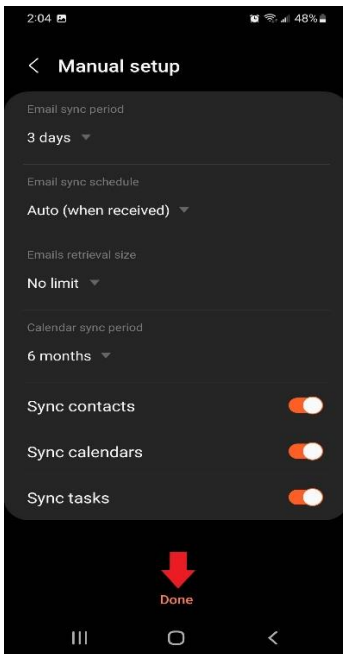 2:04 48%
Manual setup
Email sync period
3 days
Email sync schedule
Auto (when received)
Emails retrieval size
No limit
Calendar sync period
6 months
Sync contacts
Sync calendars
Sync tasks
Done